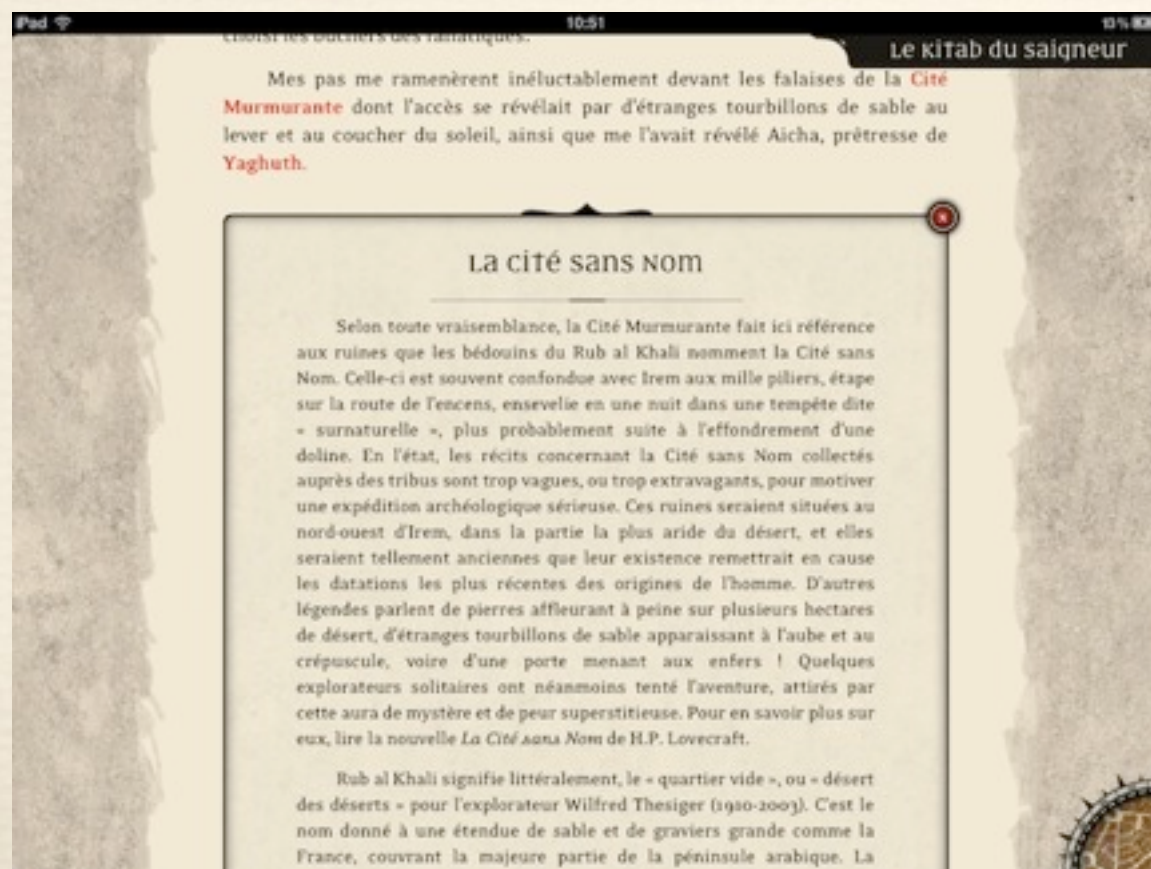 iPad
10:51
13 %
Le Kitab du Saigneur
choisi les bûchers des fanatiques.
Mes pas me ramenèrent inéluctablement devant les falaises de la Cité
Murmurante dont l'accès se révélait par d'étranges tourbillons de sable au
lever et au coucher du soleil, ainsi que me l'avait révélé Aicha, prêtresse de
Yaghuth.
La Cité sans Nom
Selon toute vraisemblance, la Cité Murmurante fait ici référence
aux ruines que les bédouins du Rub al Khali nomment la Cité sans
Nom. Celle-ci est souvent confondue avec Irem aux mille piliers, étape
sur la route de l'encens, ensevelie en une nuit dans une tempête dite
« surnaturelle », plus probablement suite à l'effondrement d'une
doline. En l'état, les récits concernant la Cité sans Nom collectés
auprès des tribus sont trop vagues, ou trop extravagants, pour motiver
une expédition archéologique sérieuse. Ces ruines seraient situées au
nord-ouest d'Irem, dans la partie la plus aride du désert, et elles
seraient tellement anciennes que leur existence remettrait en cause
les datations les plus récentes des origines de l'homme. D'autres
légendes parlent de pierres affleurant à peine sur plusieurs hectares
de désert, d'étranges tourbillons de sable apparaissant à l'aube et au
crépuscule, voire d'une porte menant aux enfers ! Quelques
explorateurs solitaires ont néanmoins tenté l'aventure, attirés par
cette aura de mystère et de peur superstitieuse. Pour en savoir plus sur
eux, lire la nouvelle La Cité sans Nom de H.P. Lovecraft.
Rub al Khali signifie littéralement, le « quartier vide », ou « désert
des déserts » pour l'explorateur Wilfred Thesiger (1910-2003). C'est le
nom donné à une étendue de sable et de graviers grande comme la
France, couvrant la majeure partie de la péninsule arabique. La